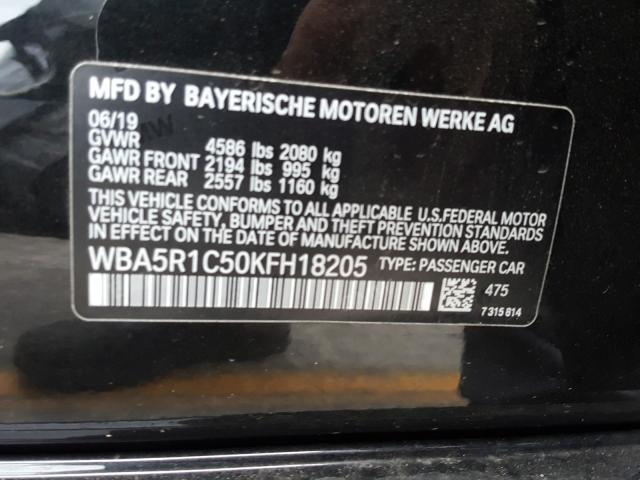 MFD BY BAYERISCHE MOTOREN WERKE AG
06/19
GVWR 4586 lbs 2080 kg
GAWR FRONT 2194 lbs 995 kg
GAWR REAR 2557 lbs 1160 kg
THIS VEHICLE CONFORMS TO ALL APPLICABLE U.S.FEDERAL MOTOR
VEHICLE SAFETY, BUMPER AND THEFT PREVENTION STANDARDS
IN EFFECT ON THE DATE OF MANUFACTURE SHOWN ABOVE.
WBA5R1C50KFH18205 TYPE: PASSENGER CAR
475
7315814